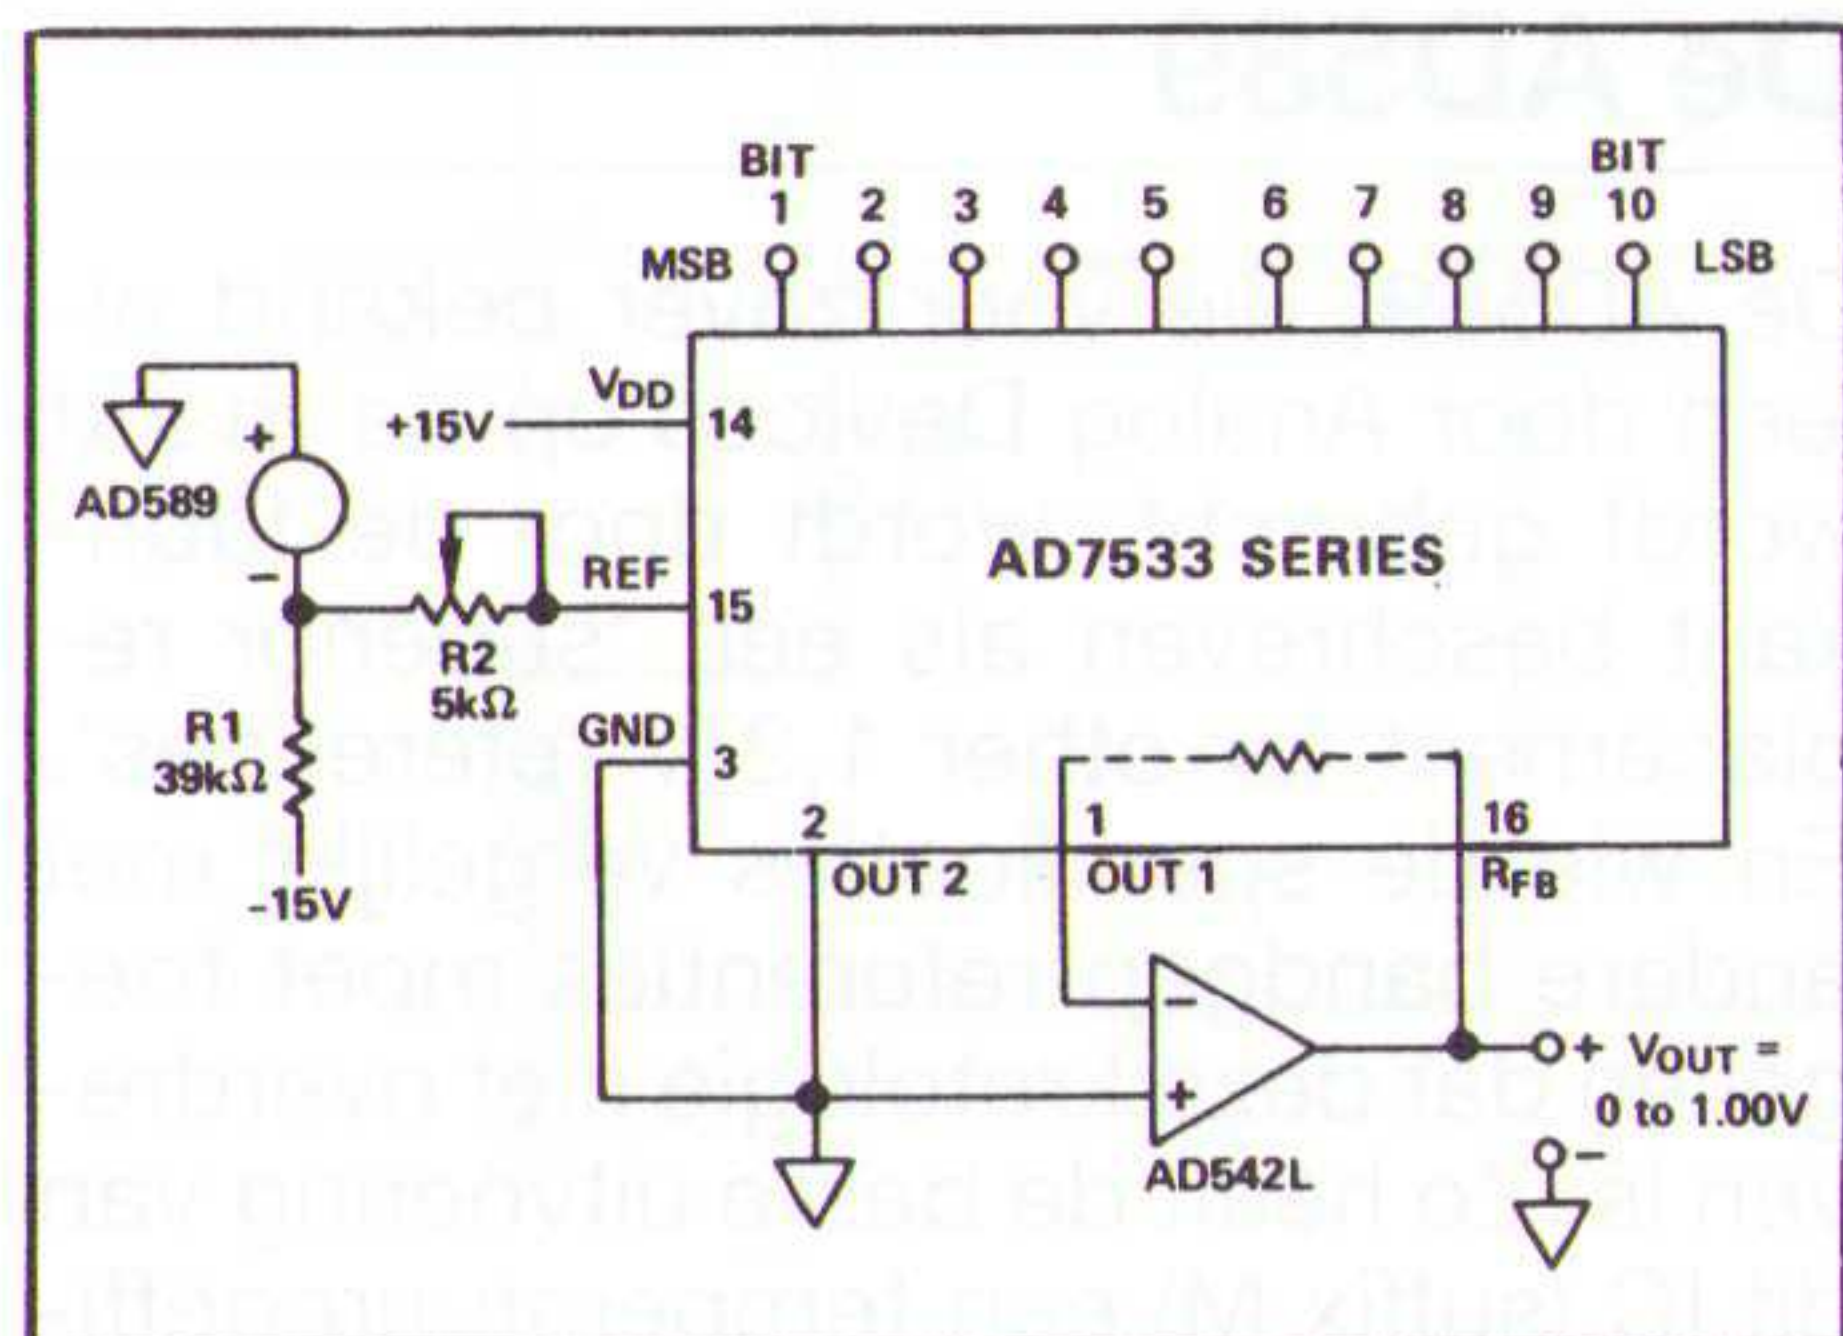 BIT
1 2 3 4 5 6 7 8 9
BIT
10
MSB
LSB
VDD
+15V
14
+
AD589
−
REF
15
AD7533 SERIES
R2
5kΩ
R1
39kΩ
-15V
GND
3
2
OUT 2
1
OUT 1
16
RFB
−
+
AD542L
+ VOUT =
0 to 1.00V
−